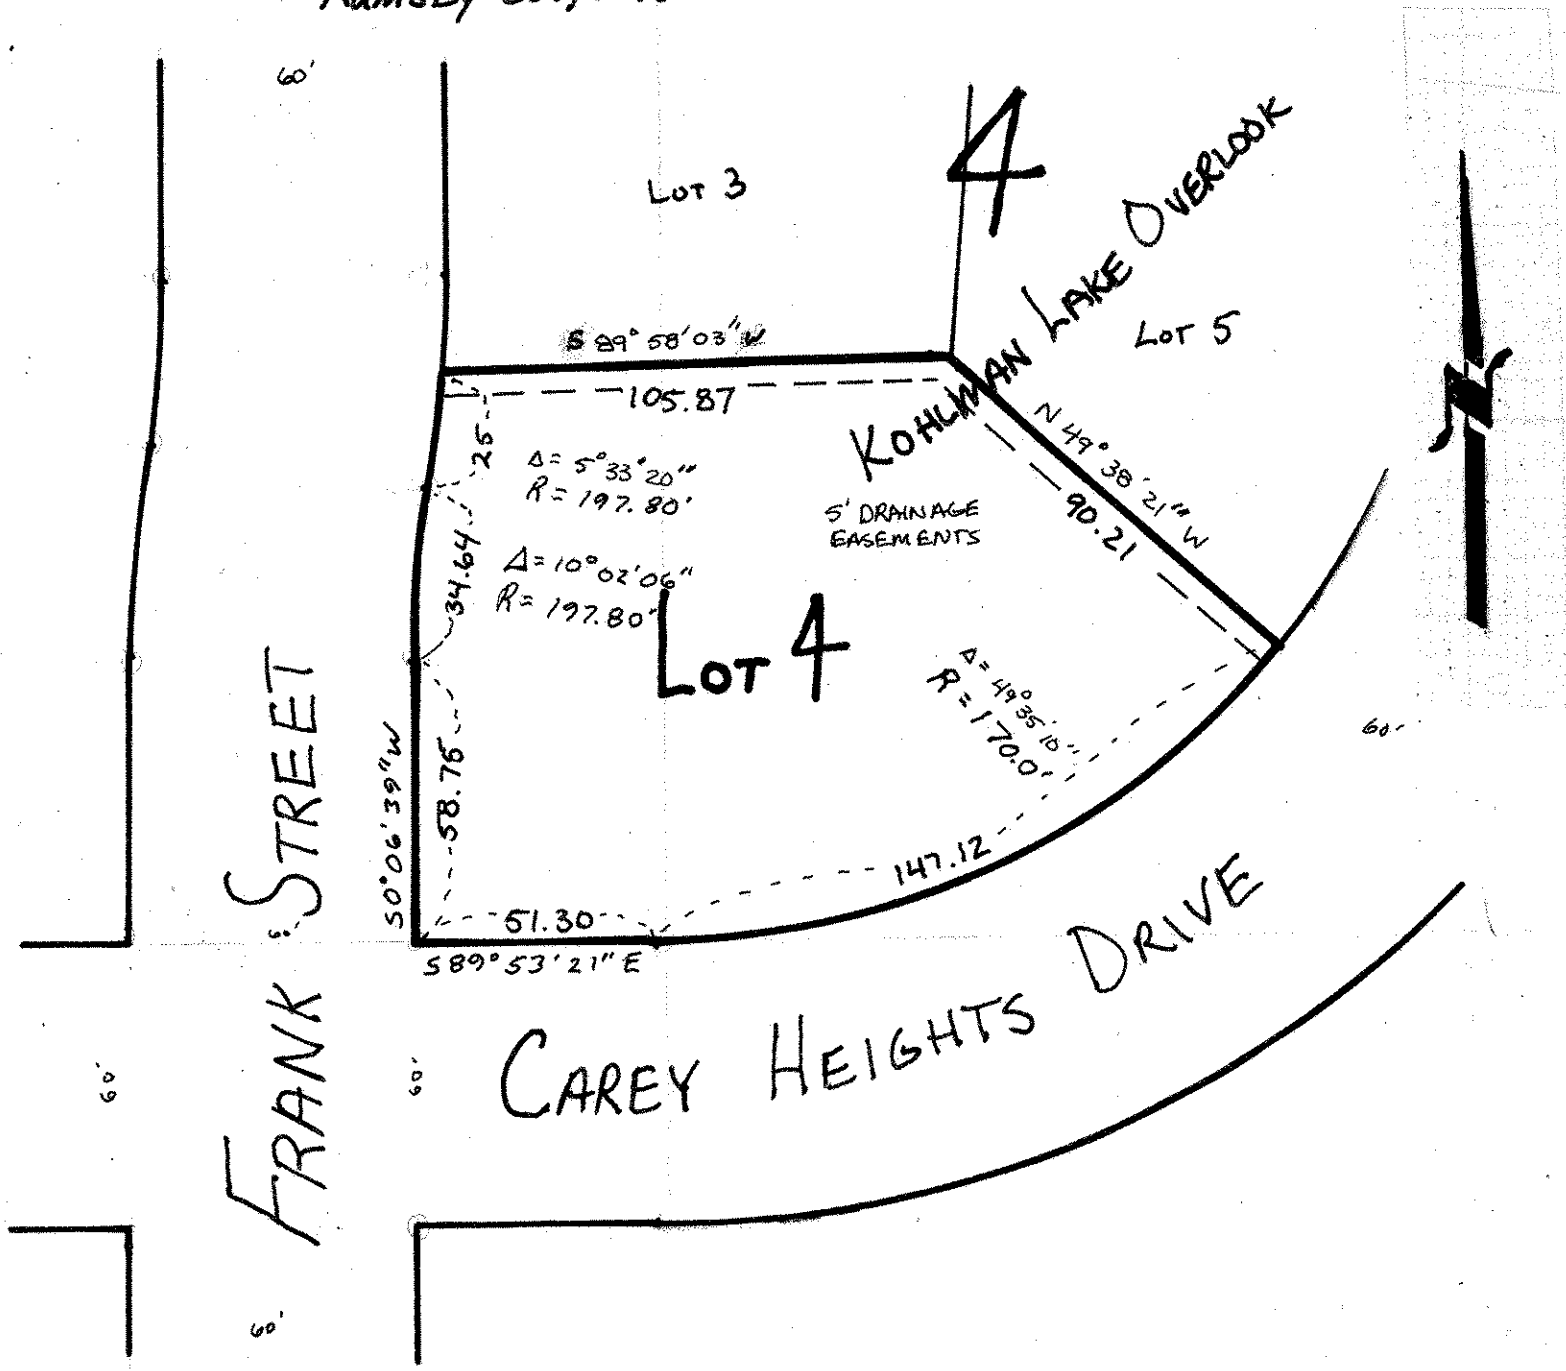 60'
4
Lot 3
KOHLMAN LAKE OVERLOOK
Lot 5
S 89° 58' 03" W
105.87
N 49° 38' 21" W
90.21
25
Δ = 5° 33' 20"
R = 197.80'
5' DRAINAGE
EASEMENTS
34.64
Δ = 10° 02' 06"
R = 197.80'
Lot 4
Δ = 49° 35' 10"
R = 170.0'
60'
S0° 06' 39" W
58.75
147.12
51.30
S 89° 53' 21" E
FRANK STREET
CAREY HEIGHTS DRIVE
60'
60'
60'